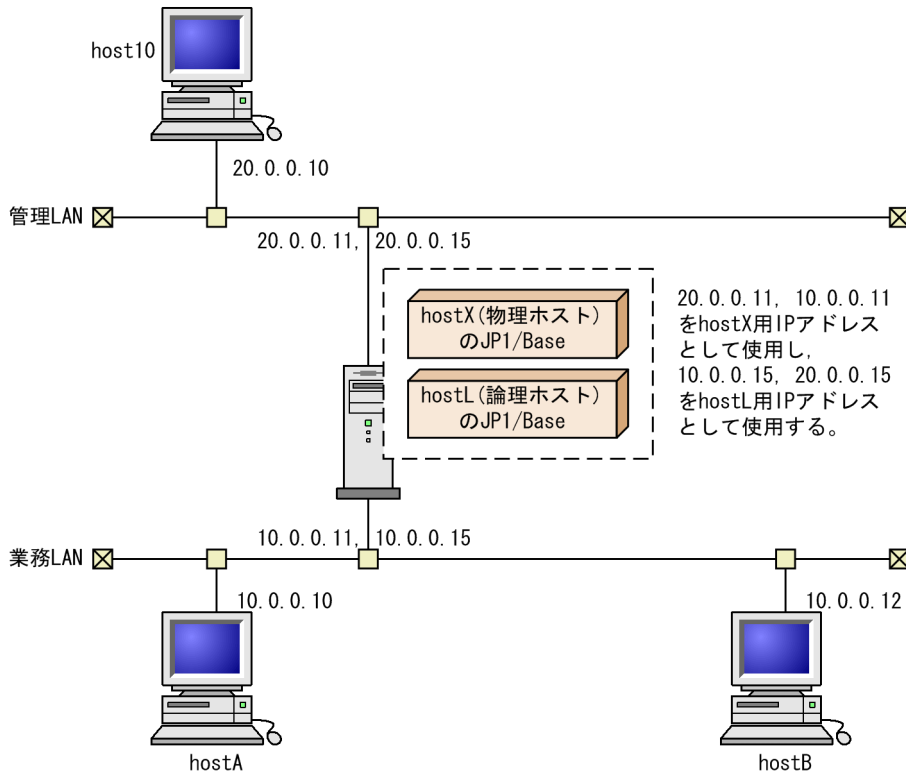 host10
20.0.0.10
管理LAN
20.0.0.11, 20.0.0.15
hostX(物理ホスト)
のJP1/Base
hostL(論理ホスト)
のJP1/Base
20.0.0.11, 10.0.0.11
をhostX用IPアドレス
として使用し,
10.0.0.15, 20.0.0.15
をhostL用IPアドレス
として使用する。
10.0.0.11, 10.0.0.15
業務LAN
10.0.0.10
10.0.0.12
hostA
hostB